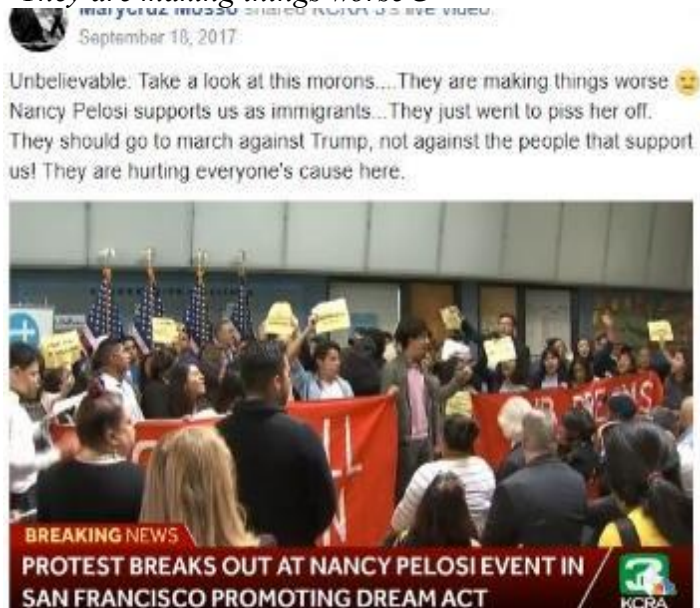 They are making things worse
Marycruz Mosso shared KCRA 3's live video.
September 18, 2017
Unbelievable. Take a look at this morons....They are making things worse
Nancy Pelosi supports us as immigrants...They just went to piss her off.
They should go to march against Trump, not against the people that support
us! They are hurting everyone's cause here.
BREAKING NEWS
PROTEST BREAKS OUT AT NANCY PELOSI EVENT IN
SAN FRANCISCO PROMOTING DREAM ACT
3
KCRA